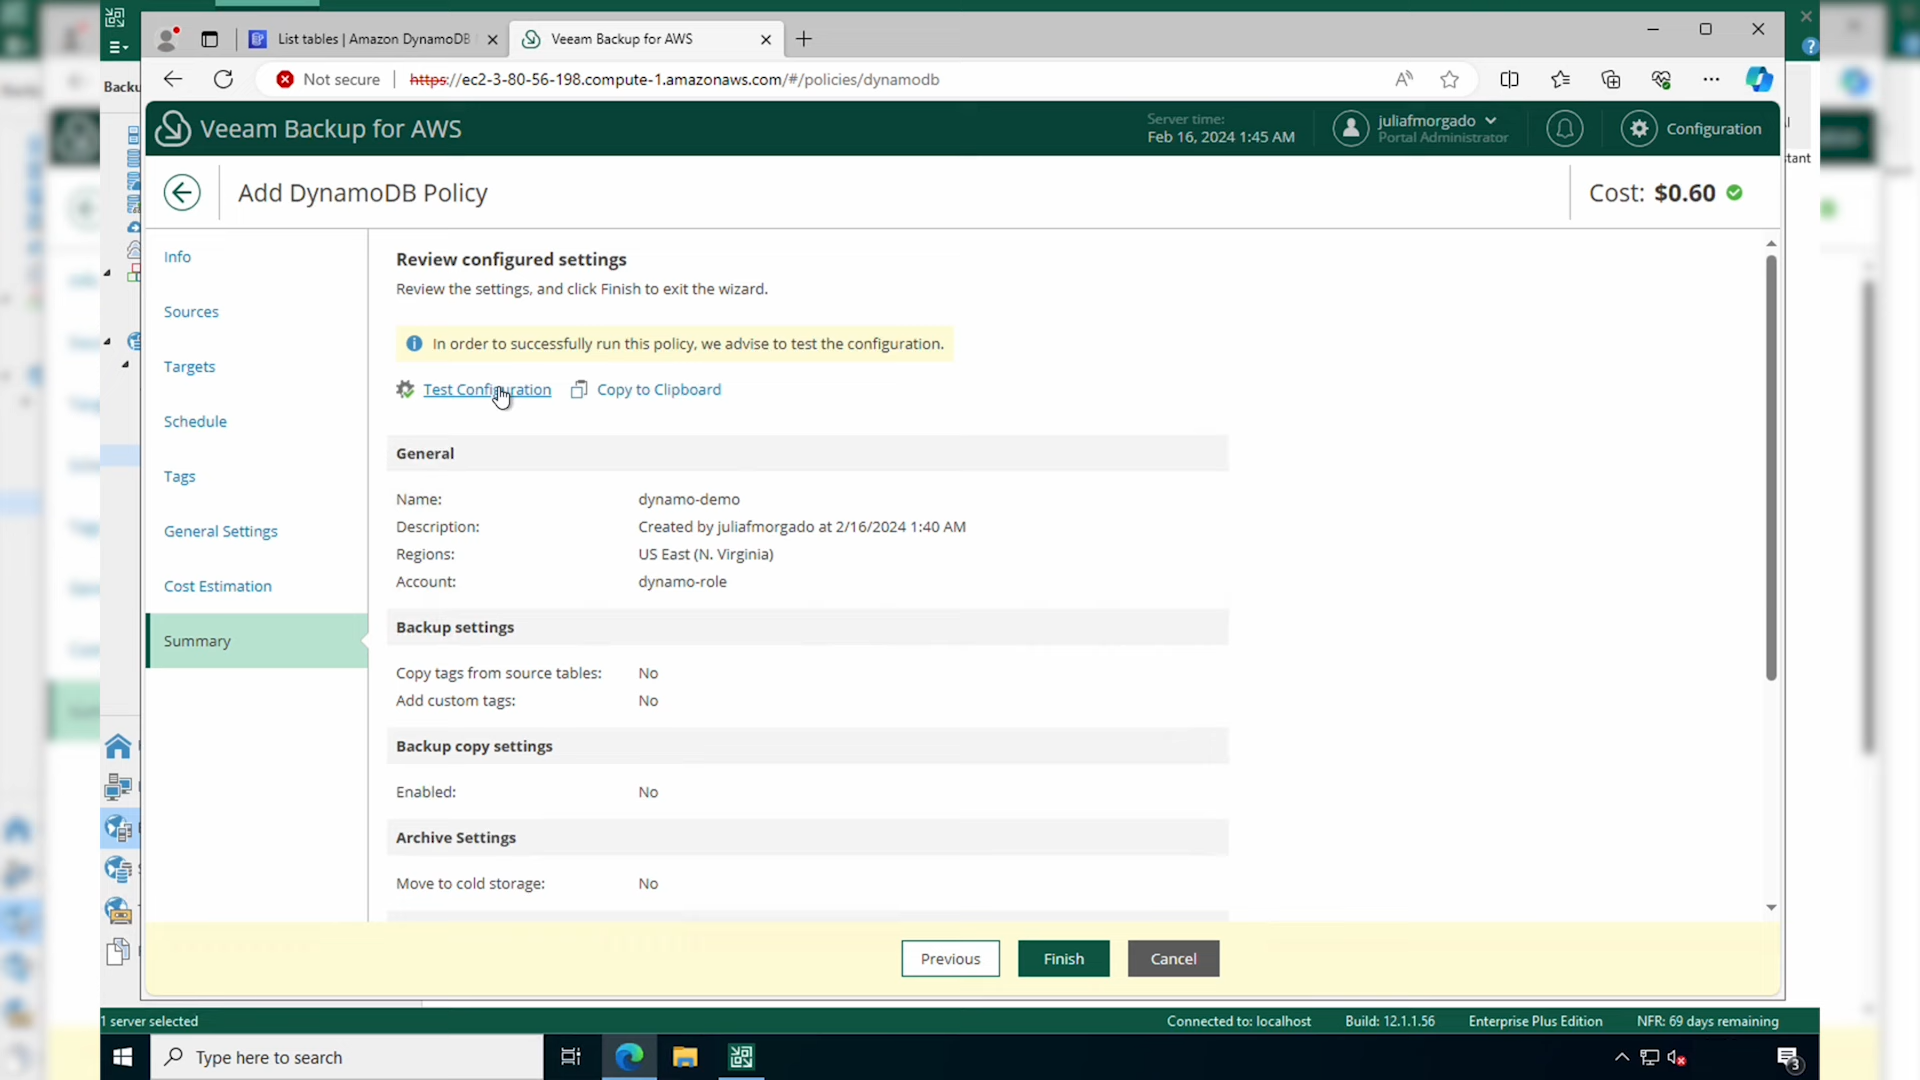 List tables | Amazon DynamoDB
Veeam Backup for AWS
Not secure
https://ec2-3-80-56-198.compute-1.amazonaws.com/#/policies/dynamodb
Backu
Veeam Backup for AWS
Server time:
Feb 16, 2024 1:45 AM
juliafmorgado
Portal Administrator
Configuration
tant
Add DynamoDB Policy
Cost: $0.60
Info
Sources
Targets
Schedule
Tags
General Settings
Cost Estimation
Summary
Review configured settings
Review the settings, and click Finish to exit the wizard.
In order to successfully run this policy, we advise to test the configuration.
Test Configuration
Copy to Clipboard
General
Name: dynamo-demo
Description: Created by juliafmorgado at 2/16/2024 1:40 AM
Regions: US East (N. Virginia)
Account: dynamo-role
Backup settings
Copy tags from source tables: No
Add custom tags: No
Backup copy settings
Enabled: No
Archive Settings
Move to cold storage: No
Previous
Finish
Cancel
1 server selected
Connected to: localhost
Build: 12.1.1.56
Enterprise Plus Edition
NFR: 69 days remaining
Type here to search
3